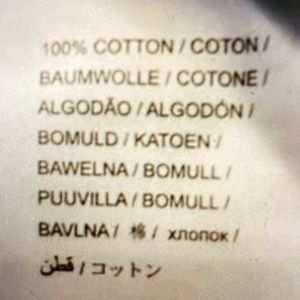 100% COTTON / COTON /
BAUMWOLLE / COTONE /
ALGODÃO / ALGODÓN /
BOMULD / KATOEN /
BAWELNA / BOMULL /
PUUVILLA / BOMULL /
BAVLNA / 棉 / хлопок /
قطن / コットン